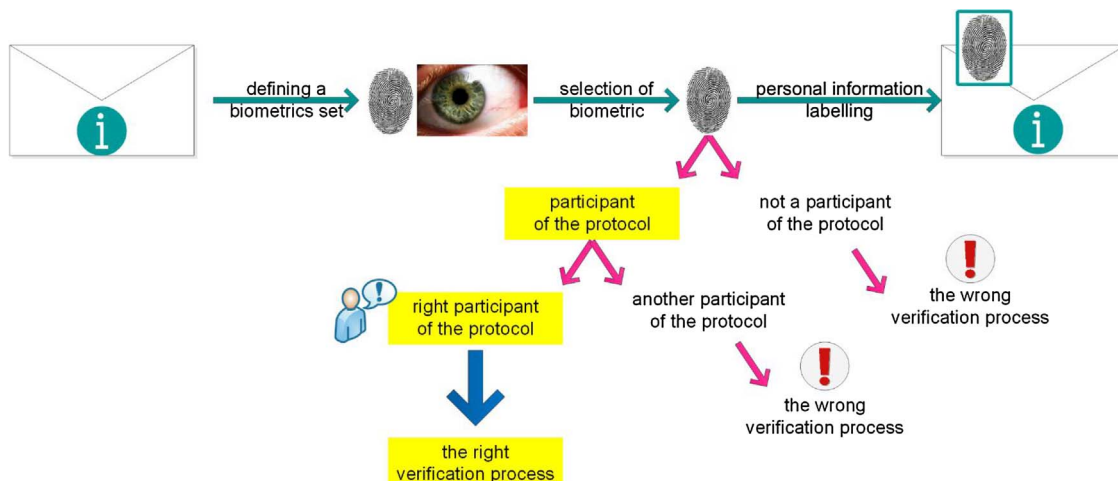 defining a
biometrics set
selection of
biometric
personal information
labelling
i
i
participant
of the protocol
not a participant
of the protocol
!
the wrong
verification process
!
right participant
of the protocol
another participant
of the protocol
!
the wrong
verification process
the right
verification process